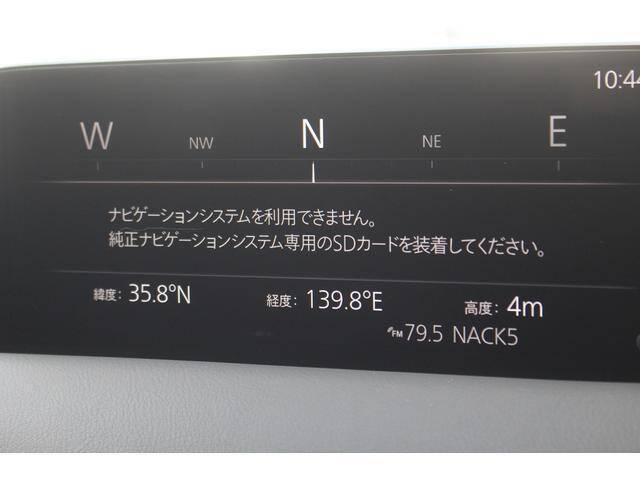 10:44
W NW N NE E
ナビゲーションシステムを利用できません。
純正ナビゲーションシステム専用のSDカードを装着してください。
緯度: 35.8°N 経度: 139.8°E 高度: 4m
FM 79.5 NACK5